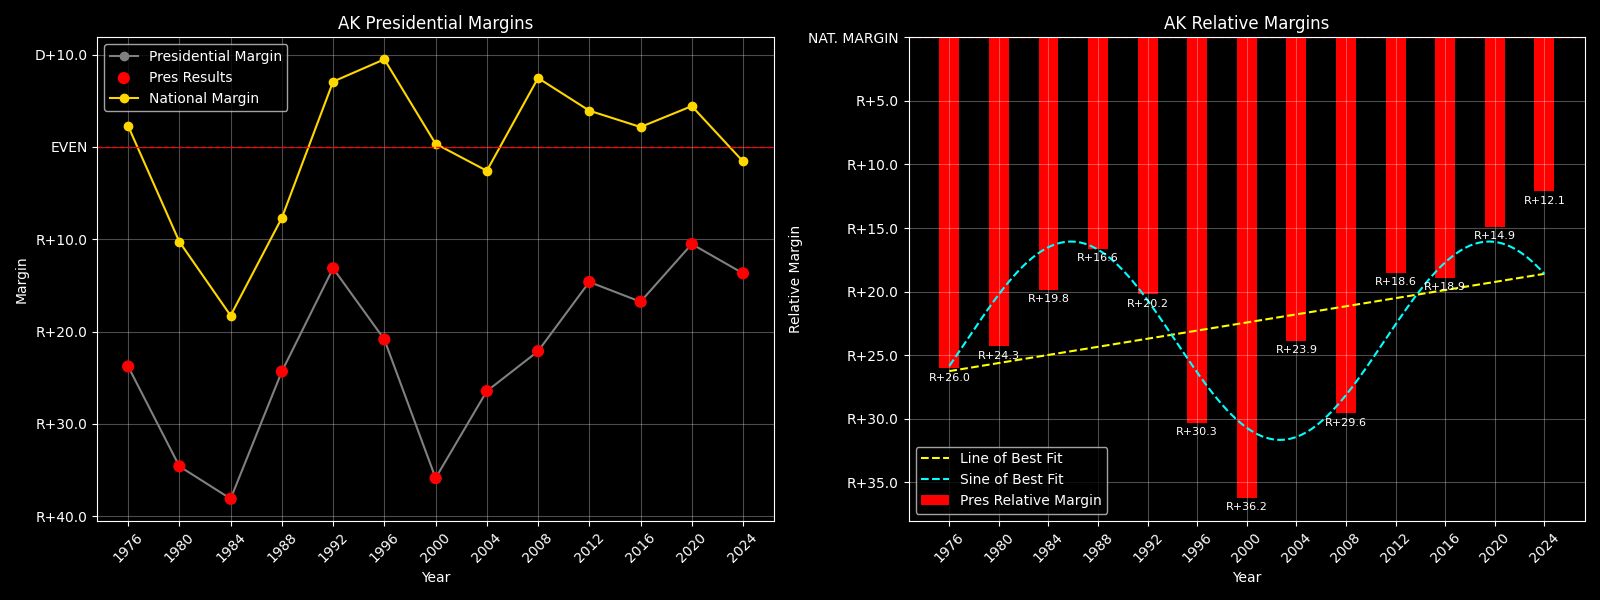 AK Presidential Margins
D+10.0
EVEN
R+10.0
R+20.0
R+30.0
R+40.0
Margin
Presidential Margin
Pres Results
National Margin
1976
1980
1984
1988
1992
1996
2000
2004
2008
2012
2016
2020
2024
Year
AK Relative Margins
NAT. MARGIN
R+5.0
R+10.0
R+15.0
R+20.0
R+25.0
R+30.0
R+35.0
Relative Margin
R+26.0
R+24.3
R+19.8
R+16.6
R+20.2
R+30.3
R+36.2
R+23.9
R+29.6
R+18.6
R+18.9
R+14.9
R+12.1
Line of Best Fit
Sine of Best Fit
Pres Relative Margin
1976
1980
1984
1988
1992
1996
2000
2004
2008
2012
2016
2020
2024
Year